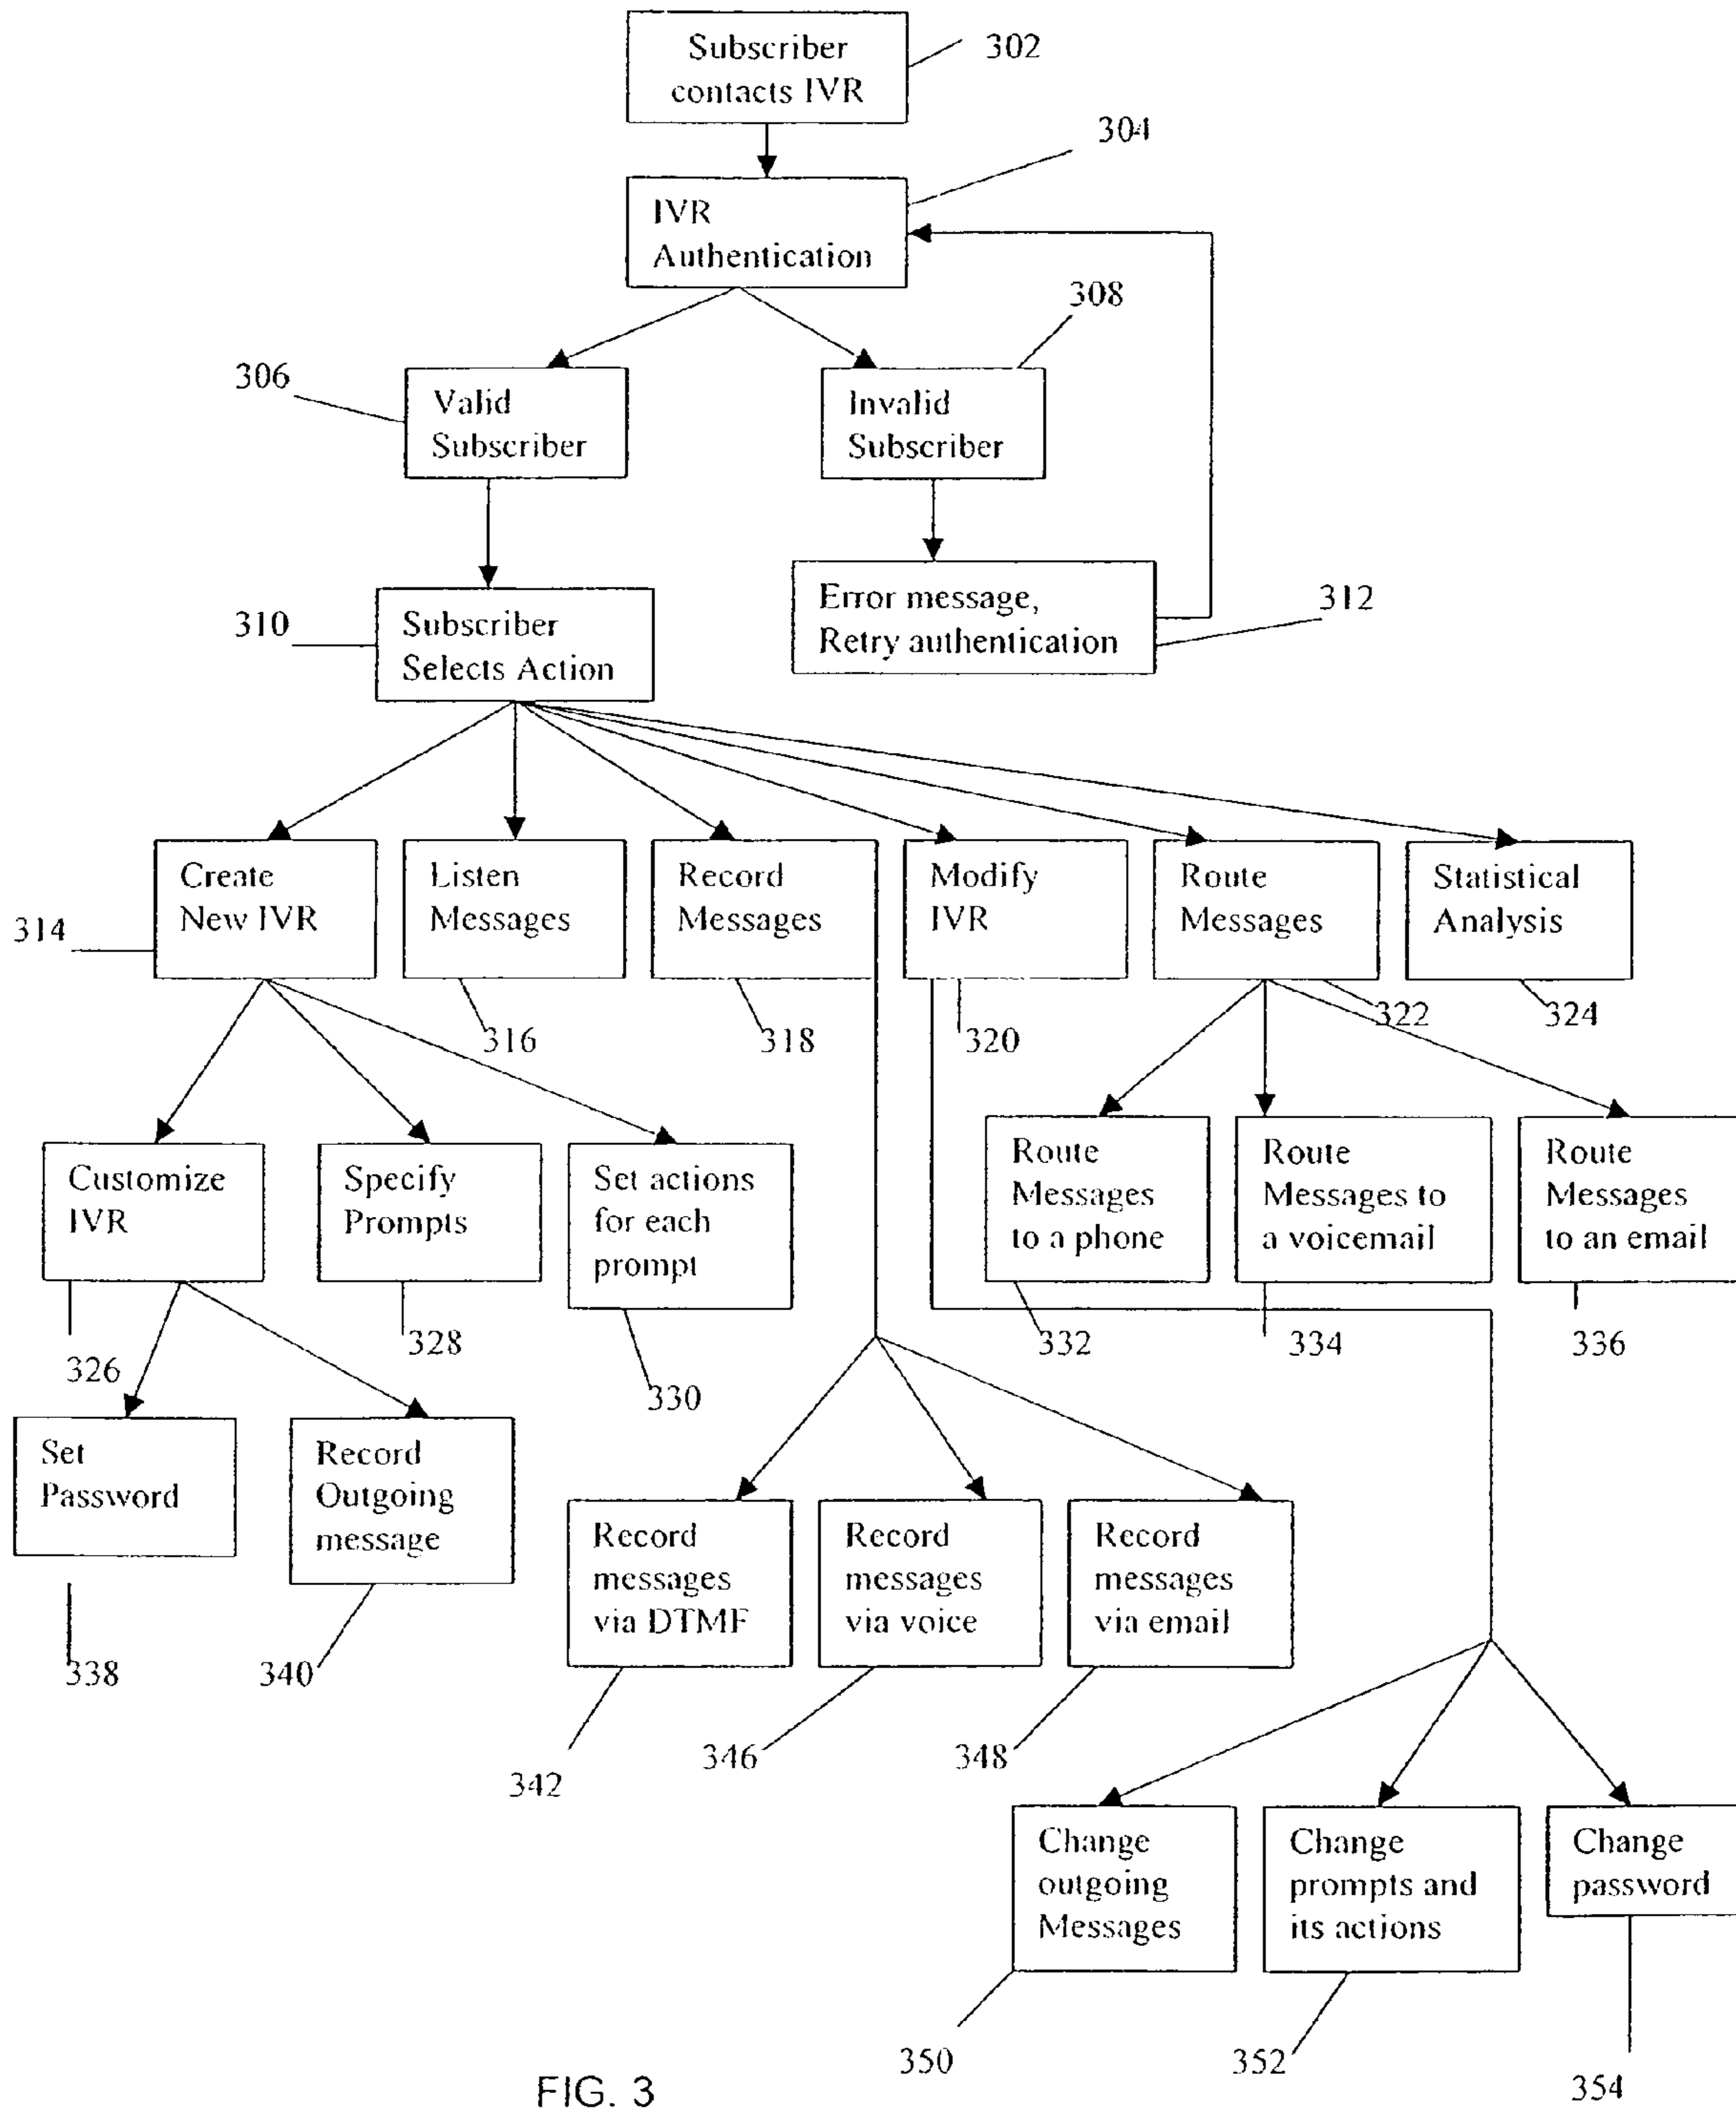 Subscriber
contacts IVR
302
304
IVR
Authentication
308
306
Valid
Subscriber
Invalid
Subscriber
310
Subscriber
Selects Action
Error message,
Retry authentication
312
314
Create
New IVR
Listen
Messages
Record
Messages
Modify
IVR
Route
Messages
Statistical
Analysis
316
318
320
322
324
Customize
IVR
Specify
Prompts
Set actions
for each
prompt
Route
Messages
to a phone
Route
Messages to
a voicemail
Route
Messages
to an email
326
328
330
332
334
336
Set
Password
Record
Outgoing
message
Record
messages
via DTMF
Record
messages
via voice
Record
messages
via email
338
340
342
346
348
Change
outgoing
Messages
Change
prompts and
its actions
Change
password
350
352
354
FIG. 3